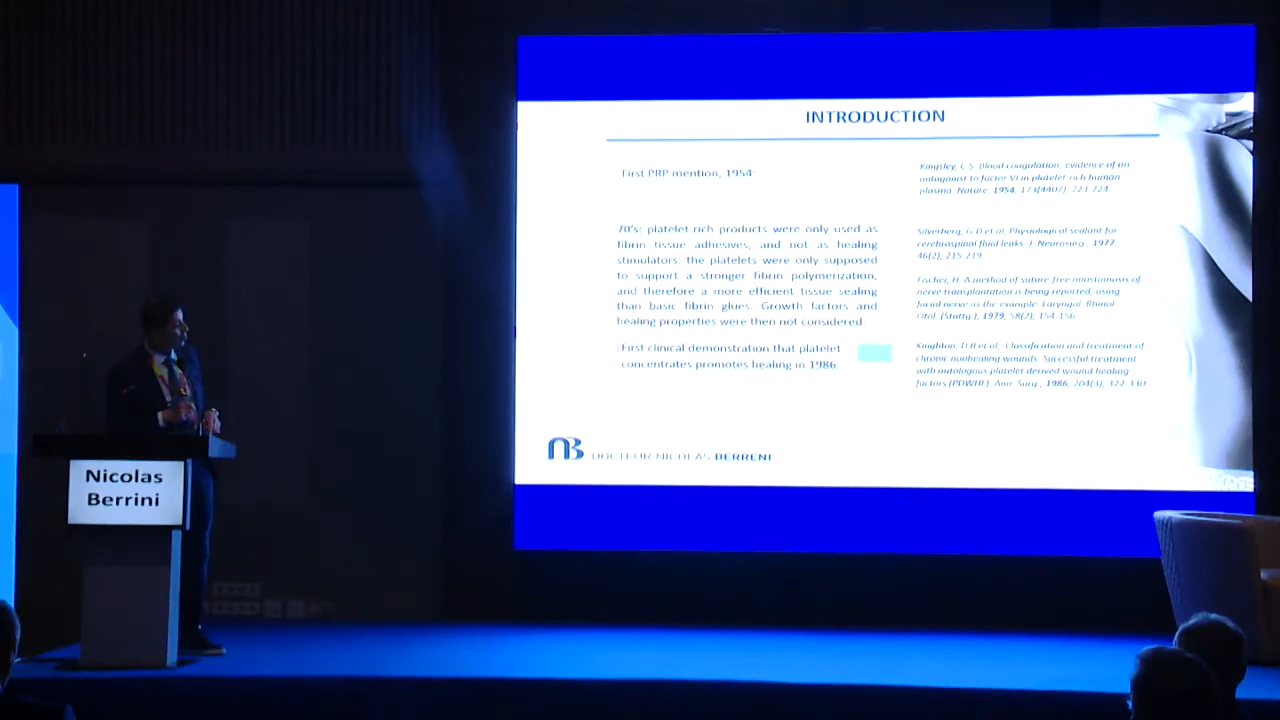 Nicolas
Berrini
INTRODUCTION
First PRP mention, 1954:
Kingsley, C.S. Blood coagulation; evidence of an
antagonist to factor VI in platelet-rich human
plasma. Nature, 1954, 173(4407), 723-724.
70's: platelet rich products were only used as
fibrin tissue adhesives, and not as healing
stimulators: the platelets were only supposed
to support a stronger fibrin polymerization,
and therefore a more efficient tissue sealing
than basic fibrin glues. Growth factors and
healing properties were then not considered.
Silverberg, G.D et al. Physiological sealant for
cerebrospinal fluid leaks. J. Neurosurg., 1977,
46(2), 215-219
Fischer, H. A method of suture-free anastomosis of
nerve transplantation is being reported, using
facial nerve as the example. Laryngol. Rhinol.
Otol. (Stuttg.), 1979, 58(2), 154-156.
First clinical demonstration that platelet
concentrates promotes healing in 1986.
Knighton, D.R et al. Classification and treatment of
chronic nonhealing wounds. Successful treatment
with autologous platelet-derived wound healing
factors (PDWHF). Ann. Surg., 1986, 204(3), 322-330
NB DOCTEUR NICOLAS BERRENI